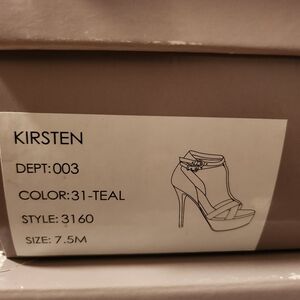 KIRSTEN
DEPT:003
COLOR:31-TEAL
STYLE: 3160
SIZE: 7.5M